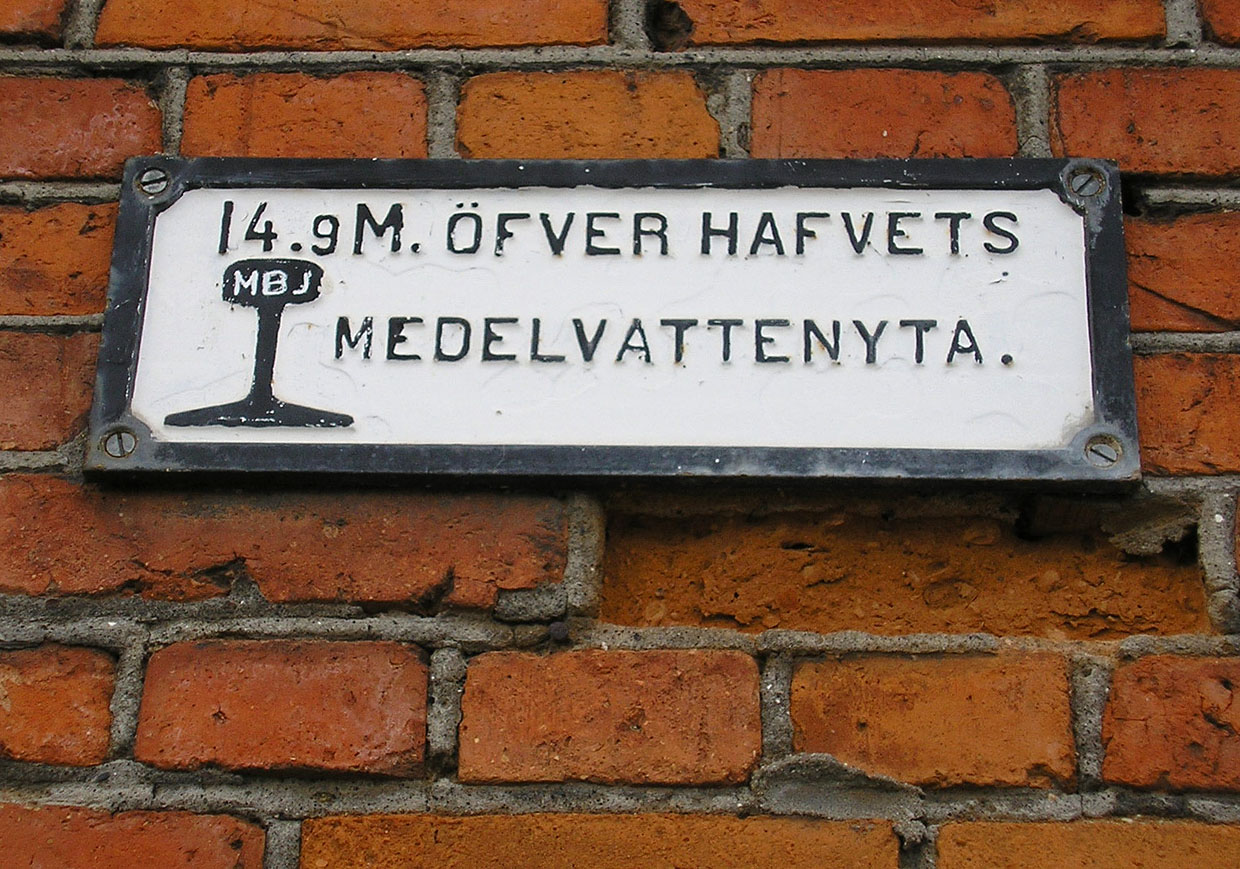 14.9M. ÖFVER HAFVETS
MBJ.
MEDELVATTENYTA.